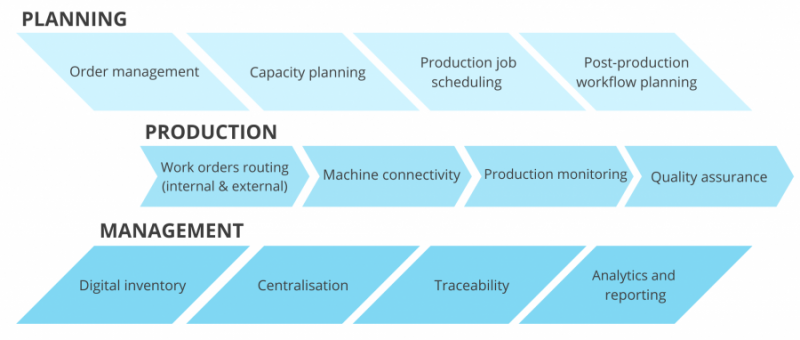 PLANNING
Order management
Capacity planning
Production job
scheduling
Post-production
workflow planning
PRODUCTION
Work orders routing
(internal & external)
Machine connectivity
Production monitoring
Quality assurance
MANAGEMENT
Digital inventory
Centralisation
Traceability
Analytics and
reporting